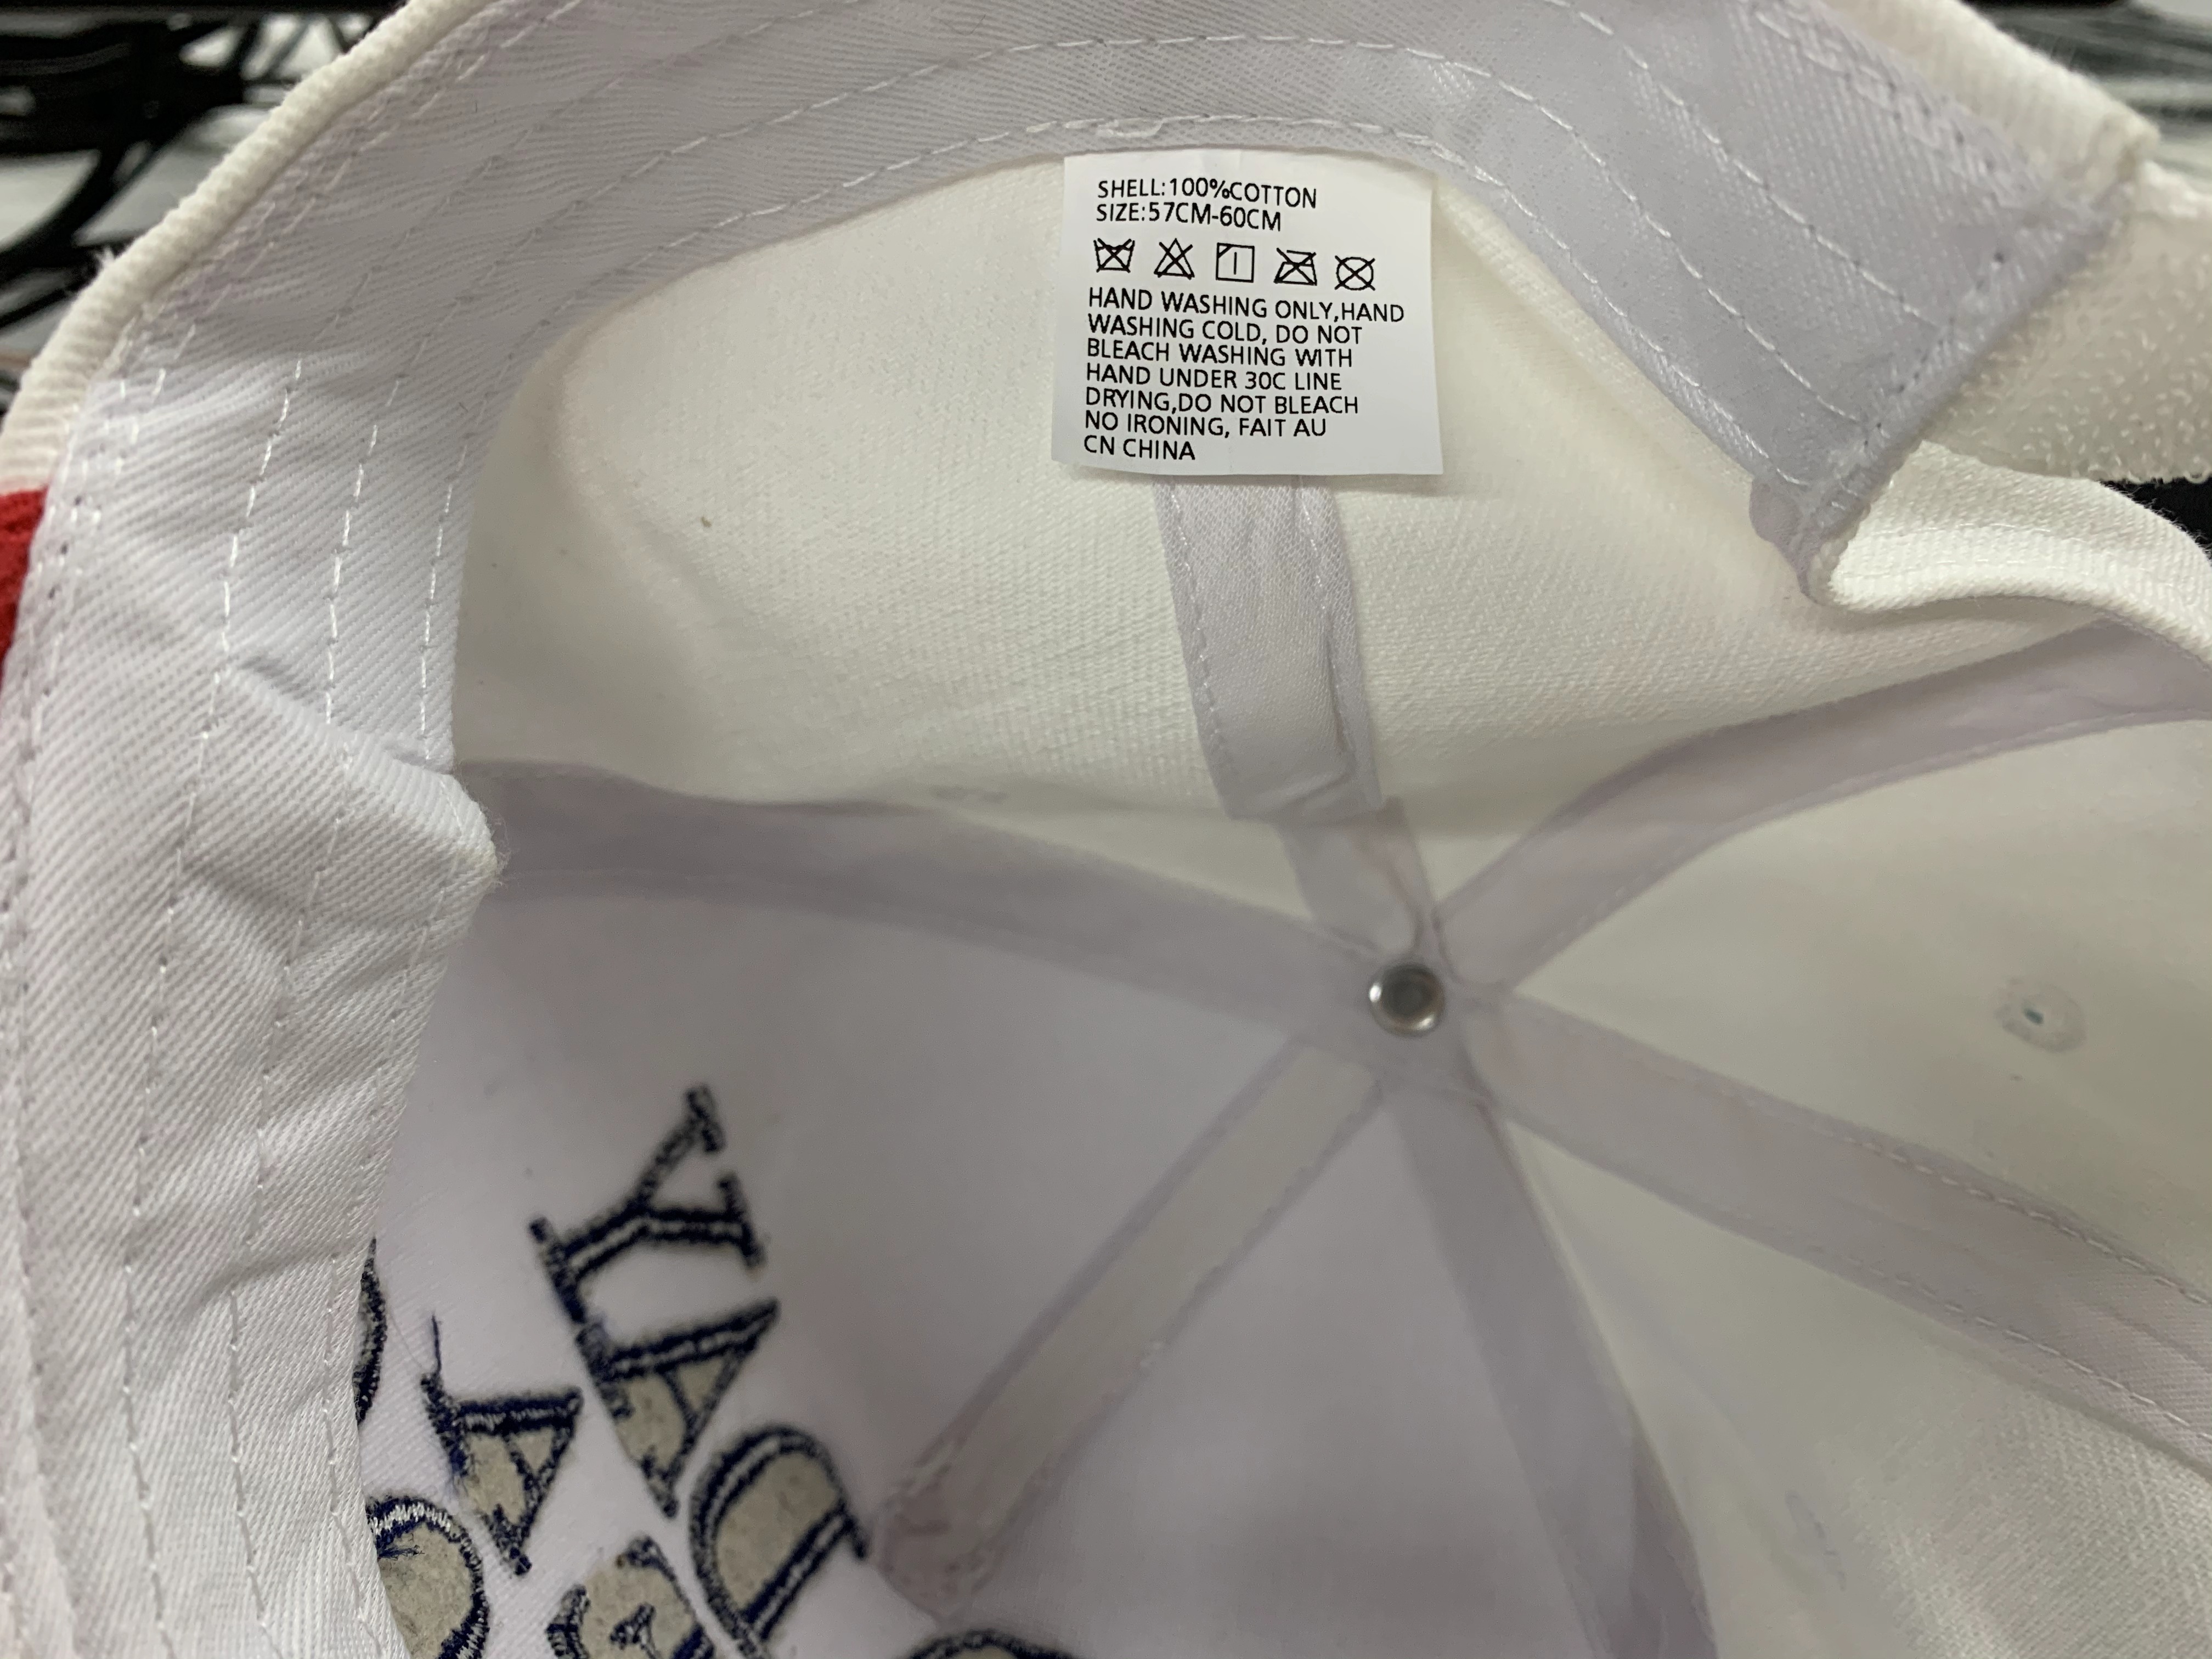 SHELL:100%COTTON
SIZE:57CM-60CM
HAND WASHING ONLY,HAND
WASHING COLD, DO NOT
BLEACH WASHING WITH
HAND UNDER 30C LINE
DRYING,DO NOT BLEACH
NO IRONING, FAIT AU
CN CHINA